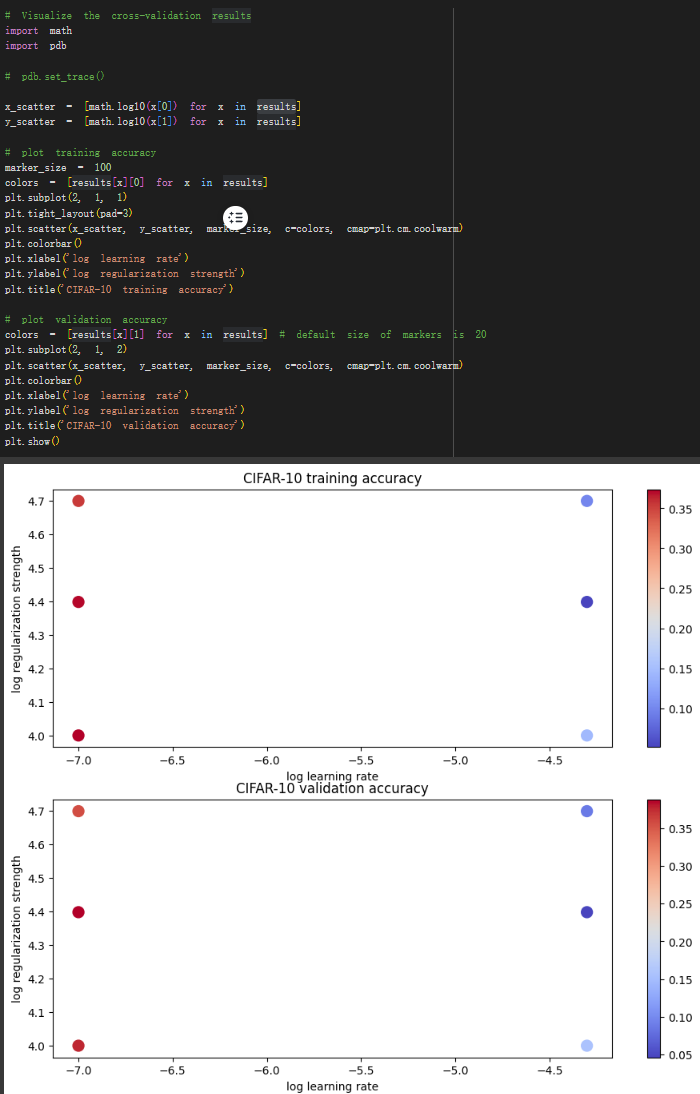 # Visualize the cross-validation results
import math
import pdb
# pdb.set_trace()
x_scatter = [math.log10(x[0]) for x in results]
y_scatter = [math.log10(x[1]) for x in results]
# plot training accuracy
marker_size = 100
colors = [results[x][0] for x in results]
plt.subplot(2, 1, 1)
plt.tight_layout(pad=3)
plt.scatter(x_scatter, y_scatter, marker_size, c=colors, cmap=plt.cm.coolwarm)
plt.colorbar()
plt.xlabel('log learning rate')
plt.ylabel('log regularization strength')
plt.title('CIFAR-10 training accuracy')
# plot validation accuracy
colors = [results[x][1] for x in results] # default size of markers is 20
plt.subplot(2, 1, 2)
plt.scatter(x_scatter, y_scatter, marker_size, c=colors, cmap=plt.cm.coolwarm)
plt.colorbar()
plt.xlabel('log learning rate')
plt.ylabel('log regularization strength')
plt.title('CIFAR-10 validation accuracy')
plt.show()
CIFAR-10 training accuracy
log regularization strength
4.7
4.6
4.5
4.4
4.3
4.2
4.1
4.0
−7.0 −6.5 −6.0 −5.5 −5.0 −4.5
log learning rate
0.35
0.30
0.25
0.20
0.15
0.10
CIFAR-10 validation accuracy
log regularization strength
4.7
4.6
4.5
4.4
4.3
4.2
4.1
4.0
−7.0 −6.5 −6.0 −5.5 −5.0 −4.5
log learning rate
0.35
0.30
0.25
0.20
0.15
0.10
0.05